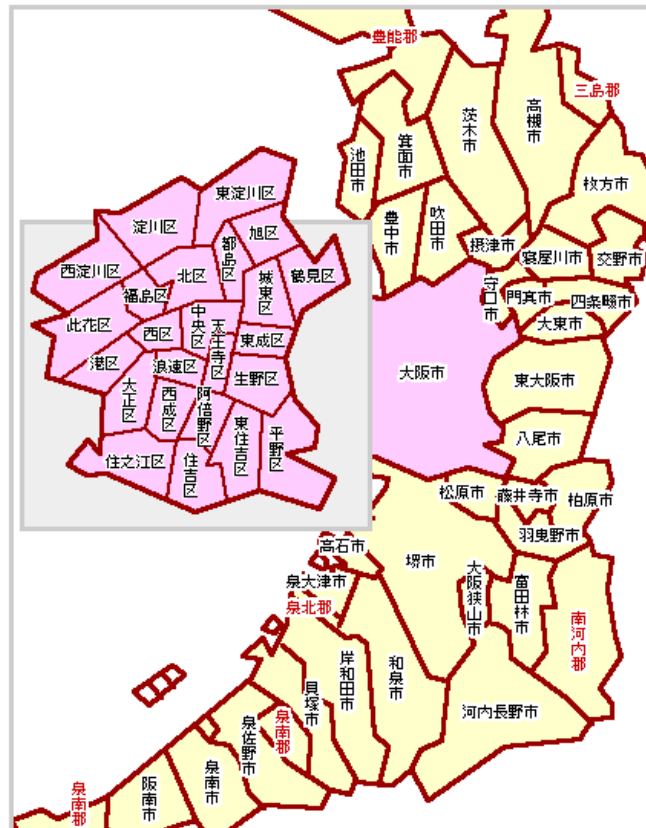 豊能郡
三島郡
茨木市
高槻市
箕面市
池田市
枚方市
豊中市
吹田市
摂津市
寝屋川市
交野市
守口市
門真市
四条畷市
大東市
大阪市
東大阪市
八尾市
東淀川区
淀川区
旭区
都島区
西淀川区
北区
城東区
鶴見区
福島区
此花区
中央区
天王寺区
西区
東成区
港区
浪速区
生野区
大正区
西成区
阿倍野区
東住吉区
平野区
住之江区
住吉区
松原市
藤井寺市
柏原市
羽曳野市
高石市
堺市
泉大津市
大阪狭山市
富田林市
泉北郡
南河内郡
岸和田市
和泉市
貝塚市
河内長野市
泉佐野市
泉南郡
泉南市
阪南市
泉南郡